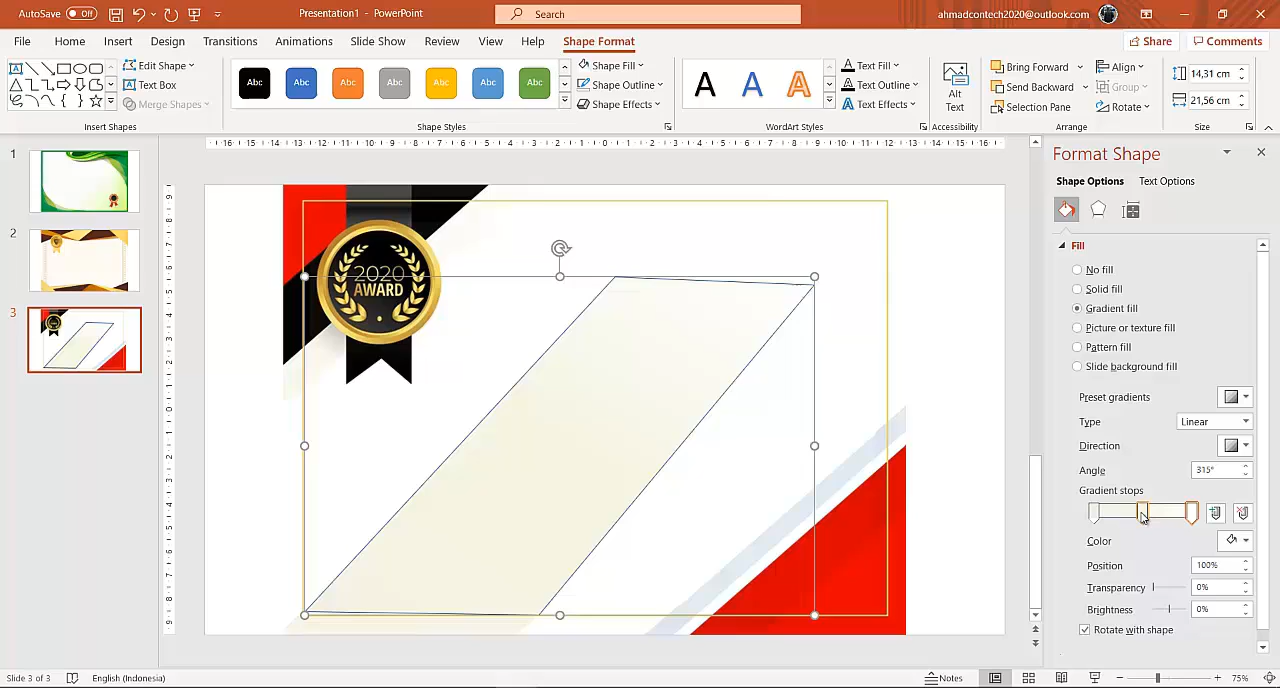 AutoSave Off
Presentation1 - PowerPoint
Search
ahmadcontech2020@outlook.com
File Home Insert Draw Design Transitions Animations Slide Show Review View Help Shape Format
Share Comments
Edit Shape
Text Box
Merge Shapes
Insert Shapes
Abc Abc Abc Abc Abc Abc Abc
Shape Fill
Shape Outline
Shape Effects
Shape Styles
A A A
Text Fill
Text Outline
Text Effects
WordArt Styles
Alt
Text
Accessibility
Bring Forward
Send Backward
Selection Pane
Align
Group
Rotate
Arrange
14,31 cm
21,56 cm
Size
1
2
3
2020
AWARD
Format Shape
Shape Options Text Options
Fill
No fill
Solid fill
Gradient fill
Picture or texture fill
Pattern fill
Slide background fill
Preset gradients
Type Linear
Direction
Angle 315°
Gradient stops
Color
Position 100%
Transparency 0%
Brightness 0%
Rotate with shape
Slide 3 of 3
English (Indonesia)
Notes
75%